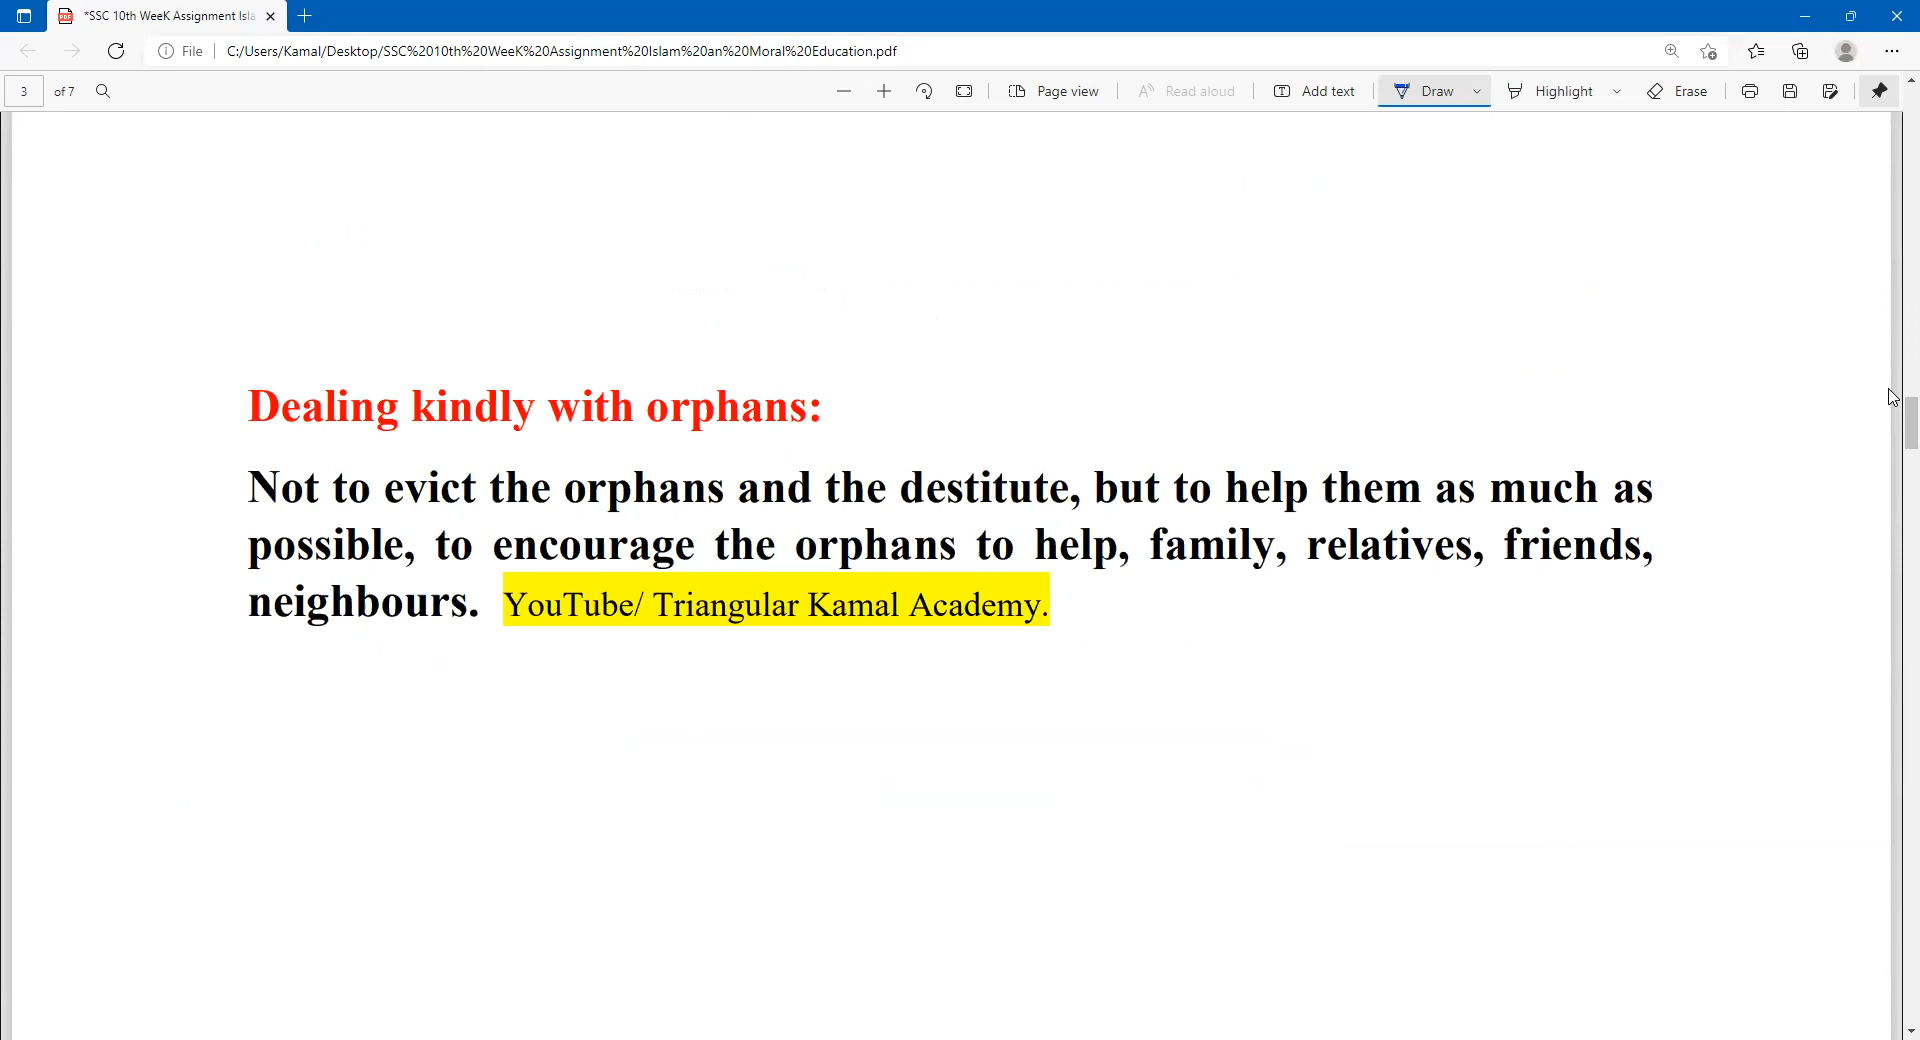 *SSC 10th WeeK Assignment Isla
File
C:/Users/Kamal/Desktop/SSC%2010th%20WeeK%20Assignment%20Islam%20an%20Moral%20Education.pdf
3 of 7
Page view
Read aloud
Add text
Draw
Highlight
Erase
Dealing kindly with orphans:
Not to evict the orphans and the destitute, but to help them as much as
possible, to encourage the orphans to help, family, relatives, friends,
neighbours. YouTube/ Triangular Kamal Academy.